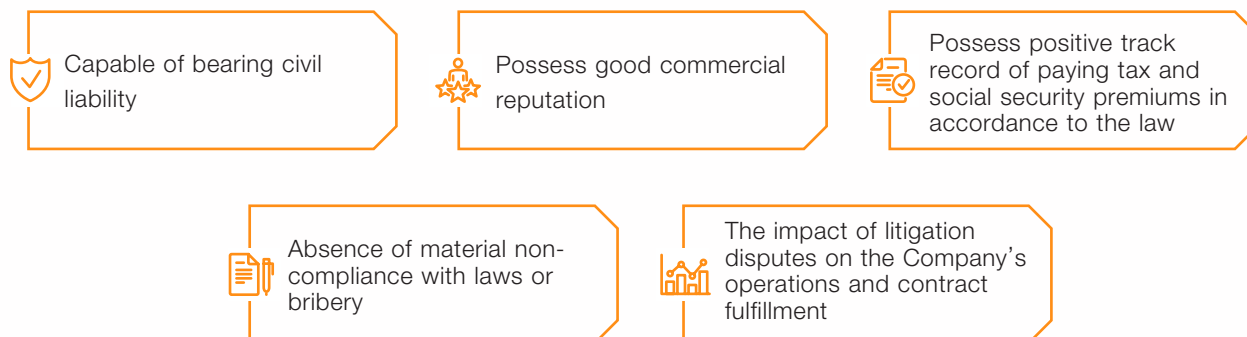 Capable of bearing civil
liability
Possess good commercial
reputation
Possess positive track
record of paying tax and
social security premiums in
accordance to the law
Absence of material non-
compliance with laws or
bribery
The impact of litigation
disputes on the Company's
operations and contract
fulfillment